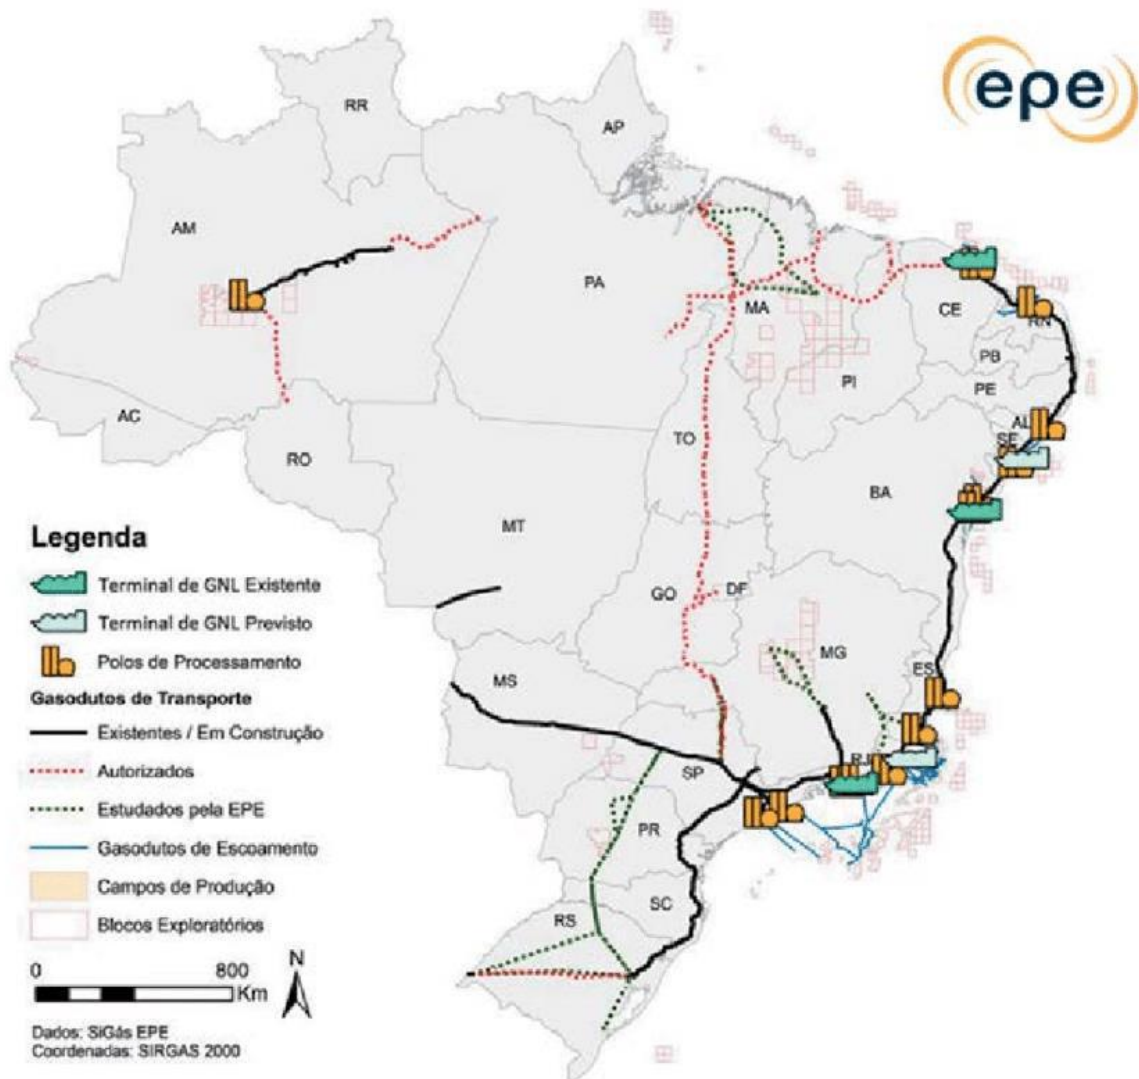 epe
RR
AP
AM
PA
MA
CE
RN
PB
PE
PI
AC
AL
SE
TO
RO
BA
MT
Legenda
Terminal de GNL Existente
Terminal de GNL Previsto
Polos de Processamento
Gasodutos de Transporte
Existentes / Em Construção
Autorizados
Estudados pela EPE
Gasodutos de Escoamento
Campos de Produção
Blocos Exploratórios
GO
DF
MG
ES
MS
RJ
SP
PR
SC
RS
N
0 800
Km
Dados: SiGás EPE
Coordenadas: SIRGAS 2000